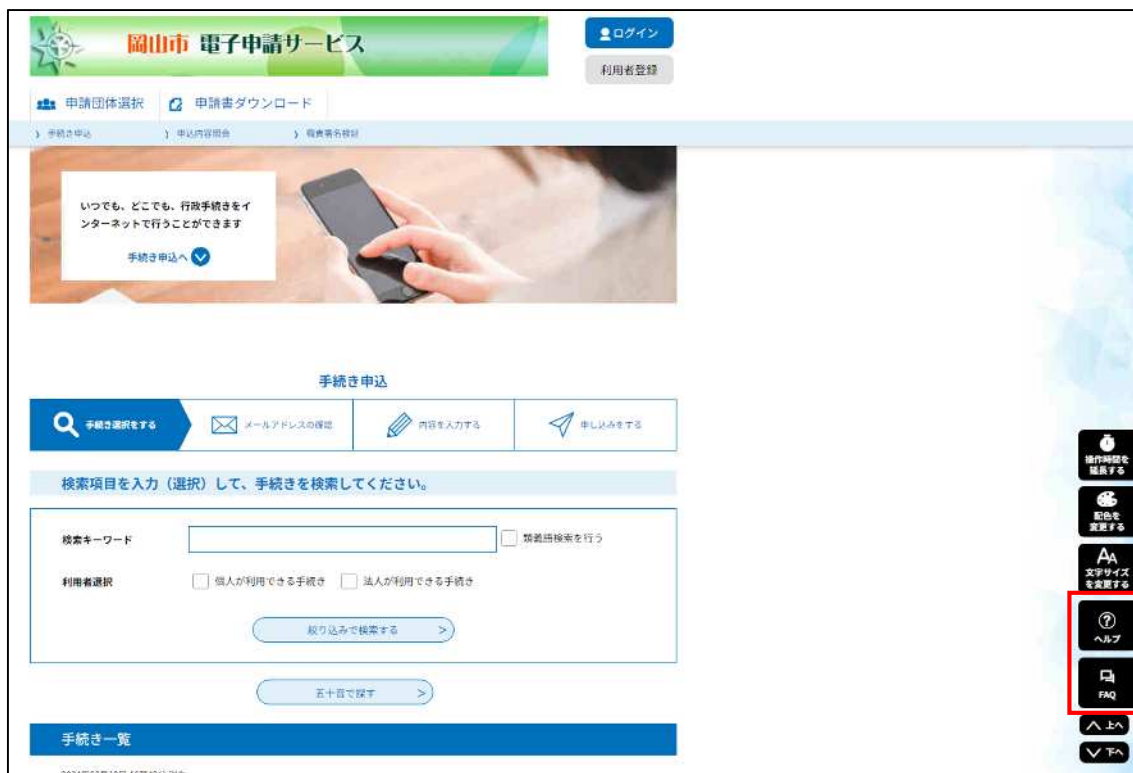 岡山市 電子申請サービス
ログイン
利用者登録
申請団体選択
申請書ダウンロード
手続き申込
申込内容照会
職責署名検証
いつでも、どこでも、行政手続きをイ
ンターネットで行うことができます
手続き申込へ
手続き申込
手続き選択をする
メールアドレスの確認
内容を入力する
申し込みをする
検索項目を入力（選択）して、手続きを検索してください。
検索キーワード
類義語検索を行う
利用者選択
個人が利用できる手続き
法人が利用できる手続き
絞り込みで検索する >
五十音で探す >
手続き一覧
操作時間を
延長する
配色を
変更する
文字サイズ
を変更する
ヘルプ
FAQ
上へ
下へ